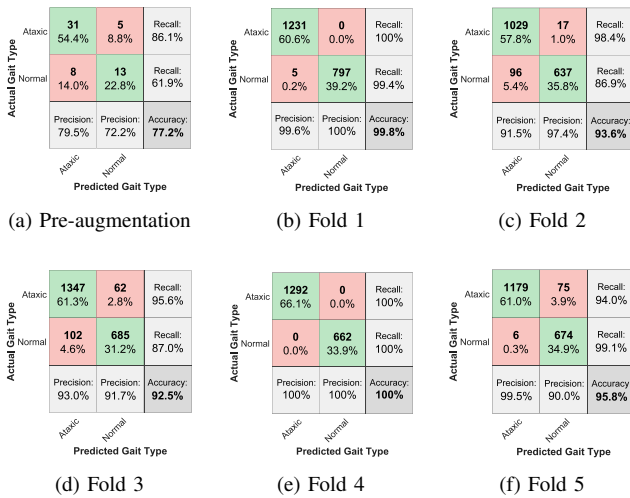 31 5 Recall:
Ataxic 54.4% 8.8% 86.1%
8 13 Recall:
Normal 14.0% 22.8% 61.9%
Precision: Precision: Accuracy:
79.5% 72.2% 77.2%
Ataxic Normal
Predicted Gait Type
Actual Gait Type
(a) Pre-augmentation
1231 0 Recall:
Ataxic 60.6% 0.0% 100%
5 797 Recall:
Normal 0.2% 39.2% 99.4%
Precision: Precision: Accuracy:
99.6% 100% 99.8%
Ataxic Normal
Predicted Gait Type
Actual Gait Type
(b) Fold 1
1029 17 Recall:
Ataxic 57.8% 1.0% 98.4%
96 637 Recall:
Normal 5.4% 35.8% 86.9%
Precision: Precision: Accuracy:
91.5% 97.4% 93.6%
Ataxic Normal
Predicted Gait Type
Actual Gait Type
(c) Fold 2
1347 62 Recall:
Ataxic 61.3% 2.8% 95.6%
102 685 Recall:
Normal 4.6% 31.2% 87.0%
Precision: Precision: Accuracy:
93.0% 91.7% 92.5%
Ataxic Normal
Predicted Gait Type
Actual Gait Type
(d) Fold 3
1292 0 Recall:
Ataxic 66.1% 0.0% 100%
0 662 Recall:
Normal 0.0% 33.9% 100%
Precision: Precision: Accuracy:
100% 100% 100%
Ataxic Normal
Predicted Gait Type
Actual Gait Type
(e) Fold 4
1179 75 Recall:
Ataxic 61.0% 3.9% 94.0%
6 674 Recall:
Normal 0.3% 34.9% 99.1%
Precision: Precision: Accuracy:
99.5% 90.0% 95.8%
Ataxic Normal
Predicted Gait Type
Actual Gait Type
(f) Fold 5